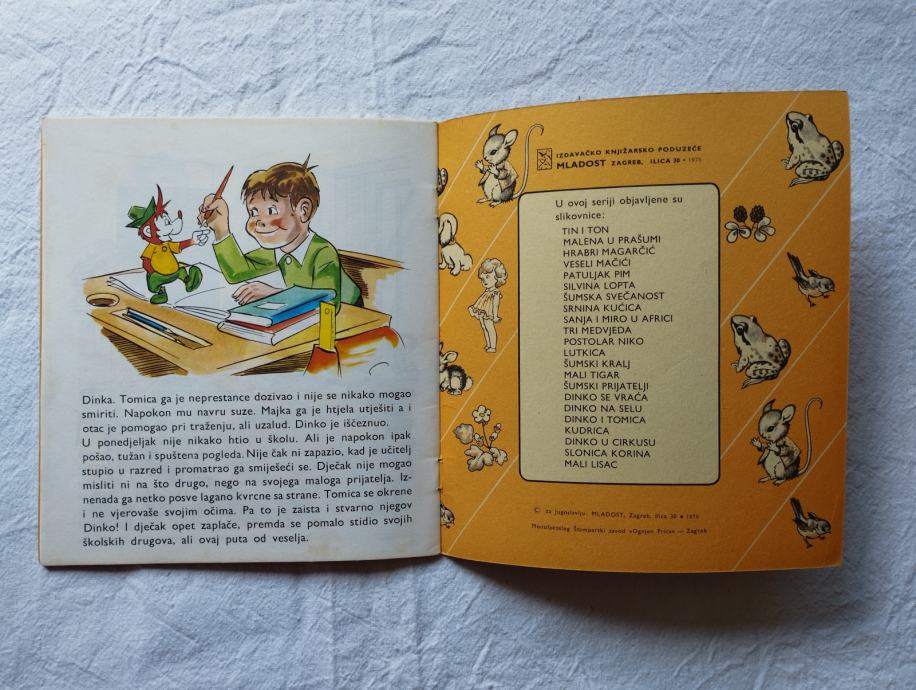 Dinka. Tomica ga je neprestance dozivao i nije se nikako mogao
smiriti. Napokon mu navru suze. Majka ga je htjela utješiti a i
otac je pomogao pri traženju, ali uzalud. Dinko je iščeznuo.
U ponedjeljak nije nikako htio u školu. Ali je napokon ipak
pošao, tužan i spuštena pogleda. Nije čak ni zapazio, kad je učitelj
stupio u razred i promatrao ga smiješeći se. Dječak nije mogao
misliti ni na što drugo, nego na svojega maloga prijatelja. Iz-
nenada ga netko posve lagano kvrcne sa strane. Tomica se okrene
i ne vjerovaše svojim očima. Pa to je zaista i stvarno njegov
Dinko! I dječak opet zaplače, premda se pomalo stidio svojih
školskih drugova, ali ovaj puta od veselja.
IZDAVAČKO KNJIŽARSKO PODUZEĆE
MLADOST ZAGREB, ILICA 30 • 1975
U ovoj seriji objavljene su
slikovnice:
TIN I TON
MALENA U PRAŠUMI
HRABRI MAGARČIĆ
VESELI MAČIĆI
PATULJAK PIM
SILVINA LOPTA
ŠUMSKA SVEČANOST
SRNINA KUĆICA
SANJA I MIRO U AFRICI
TRI MEDVJEDA
POSTOLAR NIKO
LUTKICA
ŠUMSKI KRALJ
MALI TIGAR
ŠUMSKI PRIJATELJI
DINKO SE VRAĆA
DINKO NA SELU
DINKO I TOMICA
KUDRICA
DINKO U CIRKUSU
SLONICA KORINA
MALI LISAC
© za Jugoslaviju: MLADOST, Zagreb, Ilica 30 •
Štamparski zavod »Ognjen Prica« — Zagreb